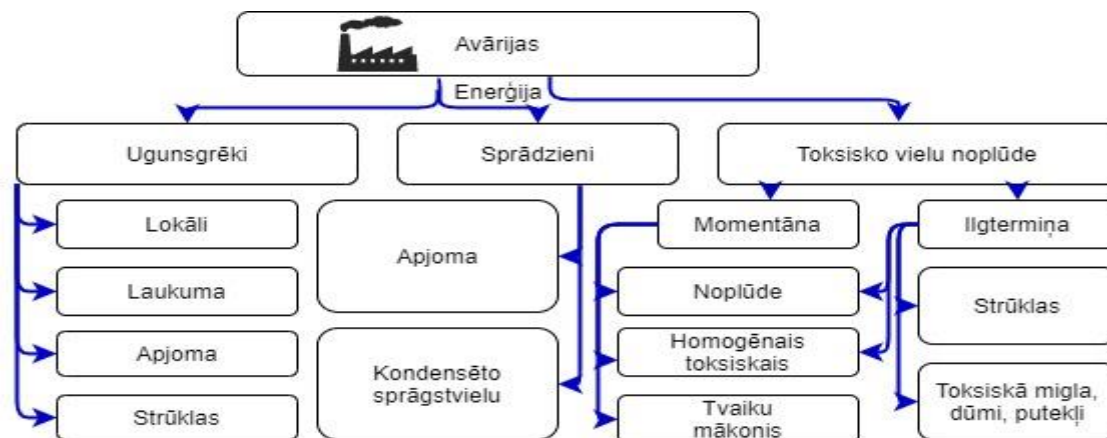 Avārijas
Enerģija
Ugunsgrēki
Sprādzieni
Toksisko vielu noplūde
Lokāli
Laukuma
Apjoma
Strūklas
Apjoma
Kondensēto
sprāgstvielu
Momentāna
Noplūde
Homogēnais
toksiskais
Tvaiku
mākonis
Ilgtermiņa
Strūklas
Toksiskā migla,
dūmi, putekļi